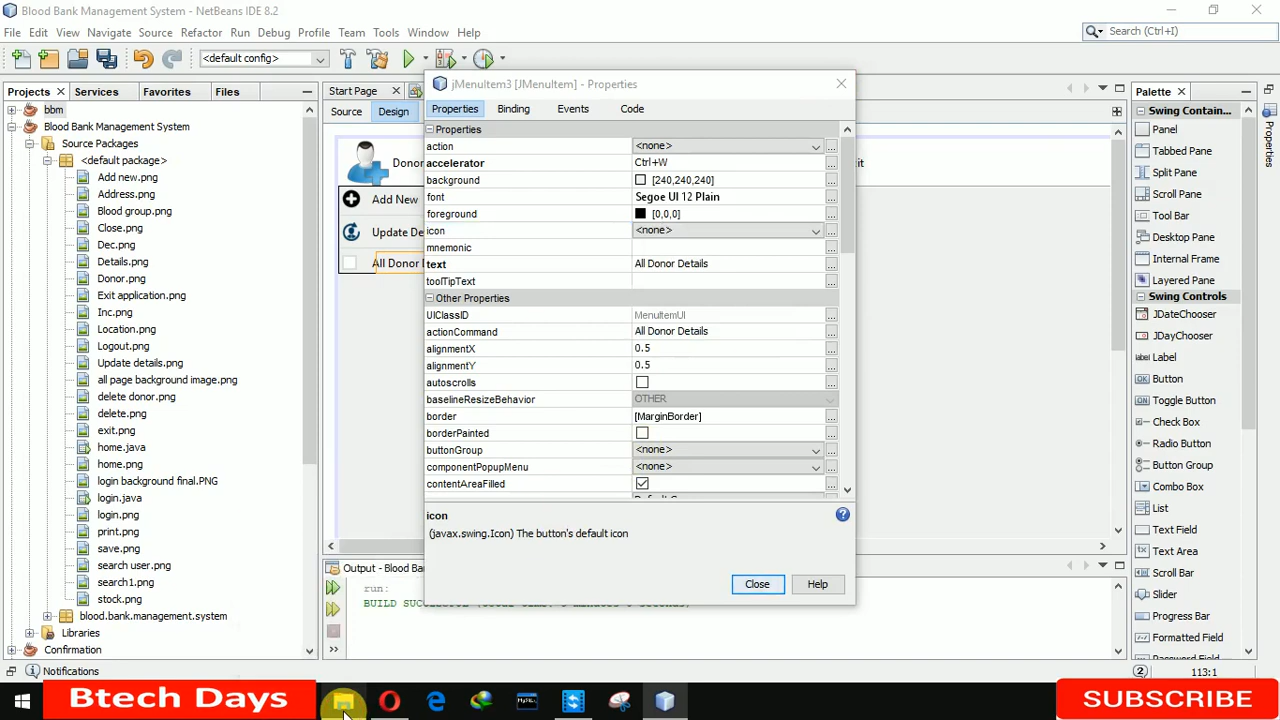 Blood Bank Management System - NetBeans IDE 8.2
File Edit View Navigate Source Refactor Run Debug Profile Team Tools Window Help
Search (Ctrl+I)
<default config>
Projects Services Favorites Files
bbm
Blood Bank Management System
Source Packages
<default package>
Add new.png
Address.png
Blood group.png
Close.png
Dec.png
Details.png
Donor.png
Exit application.png
Inc.png
Location.png
Logout.png
Update details.png
all page background image.png
delete donor.png
delete.png
exit.png
home.java
home.png
login background final.PNG
login.java
login.png
print.png
save.png
search user.png
search1.png
stock.png
blood.bank.management.system
Libraries
Confirmation
Start Page
Source Design
Donor
Add New
Update De
All Donor
jMenuItem3 [JMenuItem] - Properties
Properties Binding Events Code
Properties
action <none> ...
accelerator Ctrl+W ...
background [240,240,240] ...
font Segoe UI 12 Plain ...
foreground [0,0,0] ...
icon <none> ...
mnemonic ...
text All Donor Details ...
toolTipText ...
Other Properties
UIClassID MenuItemUI ...
actionCommand All Donor Details ...
alignmentX 0.5 ...
alignmentY 0.5 ...
autoscrolls ...
baselineResizeBehavior OTHER ...
border [MarginBorder] ...
borderPainted ...
buttonGroup <none> ...
componentPopupMenu <none> ...
contentAreaFilled ...
icon
(javax.swing.Icon) The button's default icon
Close Help
Output - Blood Ban
run:
Palette
Swing Contain...
Panel
Tabbed Pane
Split Pane
Scroll Pane
Tool Bar
Desktop Pane
Internal Frame
Layered Pane
Swing Controls
JDateChooser
JDayChooser
Label
Button
Toggle Button
Check Box
Radio Button
Button Group
Combo Box
List
Text Field
Text Area
Scroll Bar
Slider
Progress Bar
Formatted Field
Properties
Notifications
2
113:1
Btech Days
SUBSCRIBE